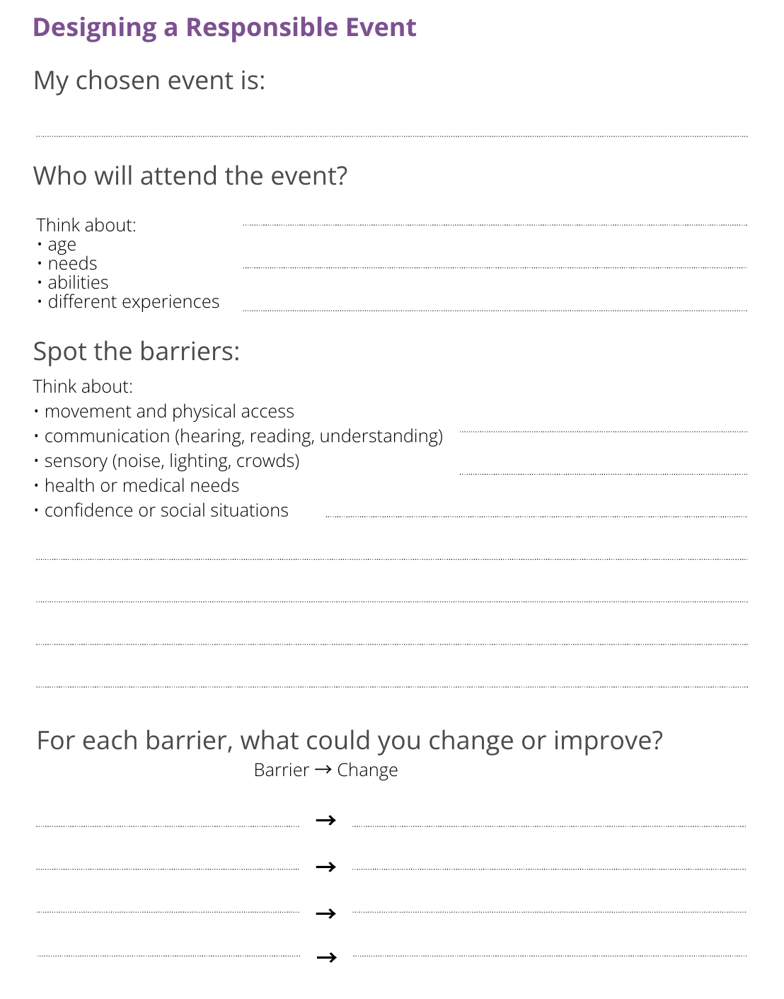 Designing a Responsible Event
My chosen event is:
Who will attend the event?
Think about:
• age
• needs
• abilities
• different experiences
Spot the barriers:
Think about:
• movement and physical access
• communication (hearing, reading, understanding)
• sensory (noise, lighting, crowds)
• health or medical needs
• confidence or social situations
For each barrier, what could you change or improve?
Barrier → Change
→
→
→
→